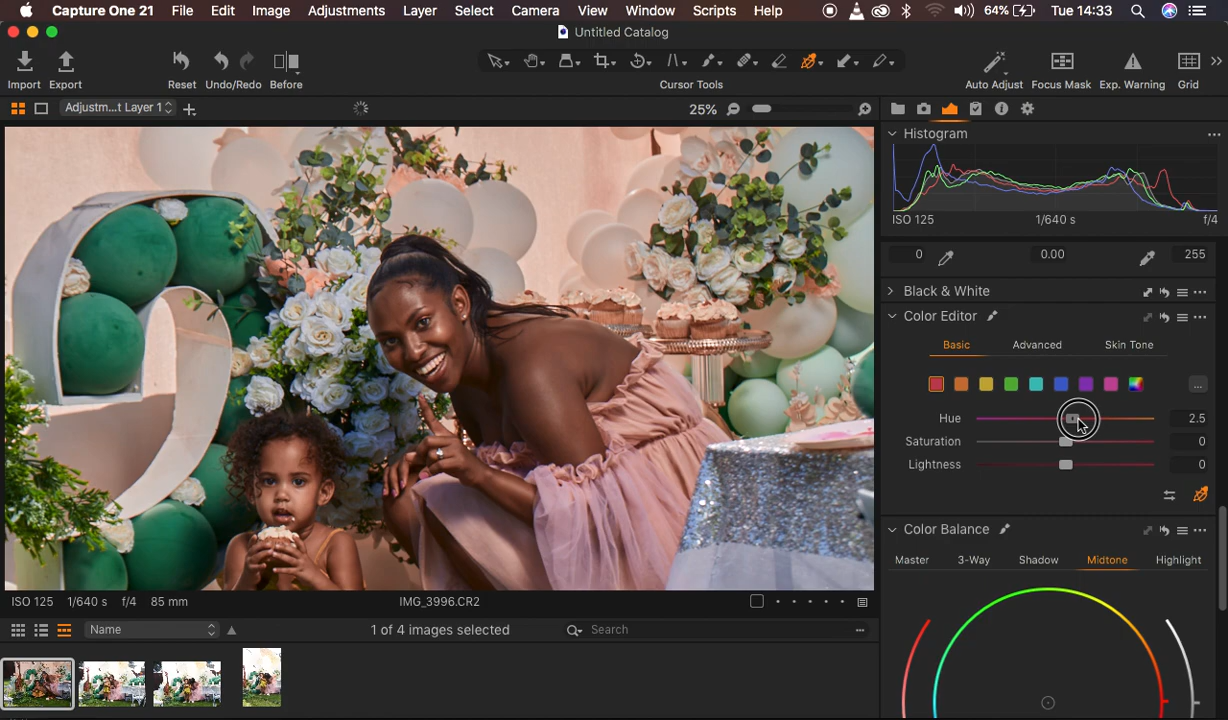 Capture One 21 File Edit Image Adjustments Layer Select Camera View Window Scripts Help 64% Tue 14:33
Untitled Catalog
Import Export Reset Undo/Redo Before Cursor Tools Auto Adjust Focus Mask Exp. Warning Grid
Adjustm...t Layer 1 25%
Histogram
ISO 125 1/640 s f/4
0 0.00 255
Black & White
Color Editor
Basic Advanced Skin Tone
Hue 2.5
Saturation 0
Lightness 0
Color Balance
Master 3-Way Shadow Midtone Highlight
ISO 125 1/640 s f/4 85 mm IMG_3996.CR2
Name 1 of 4 images selected Search